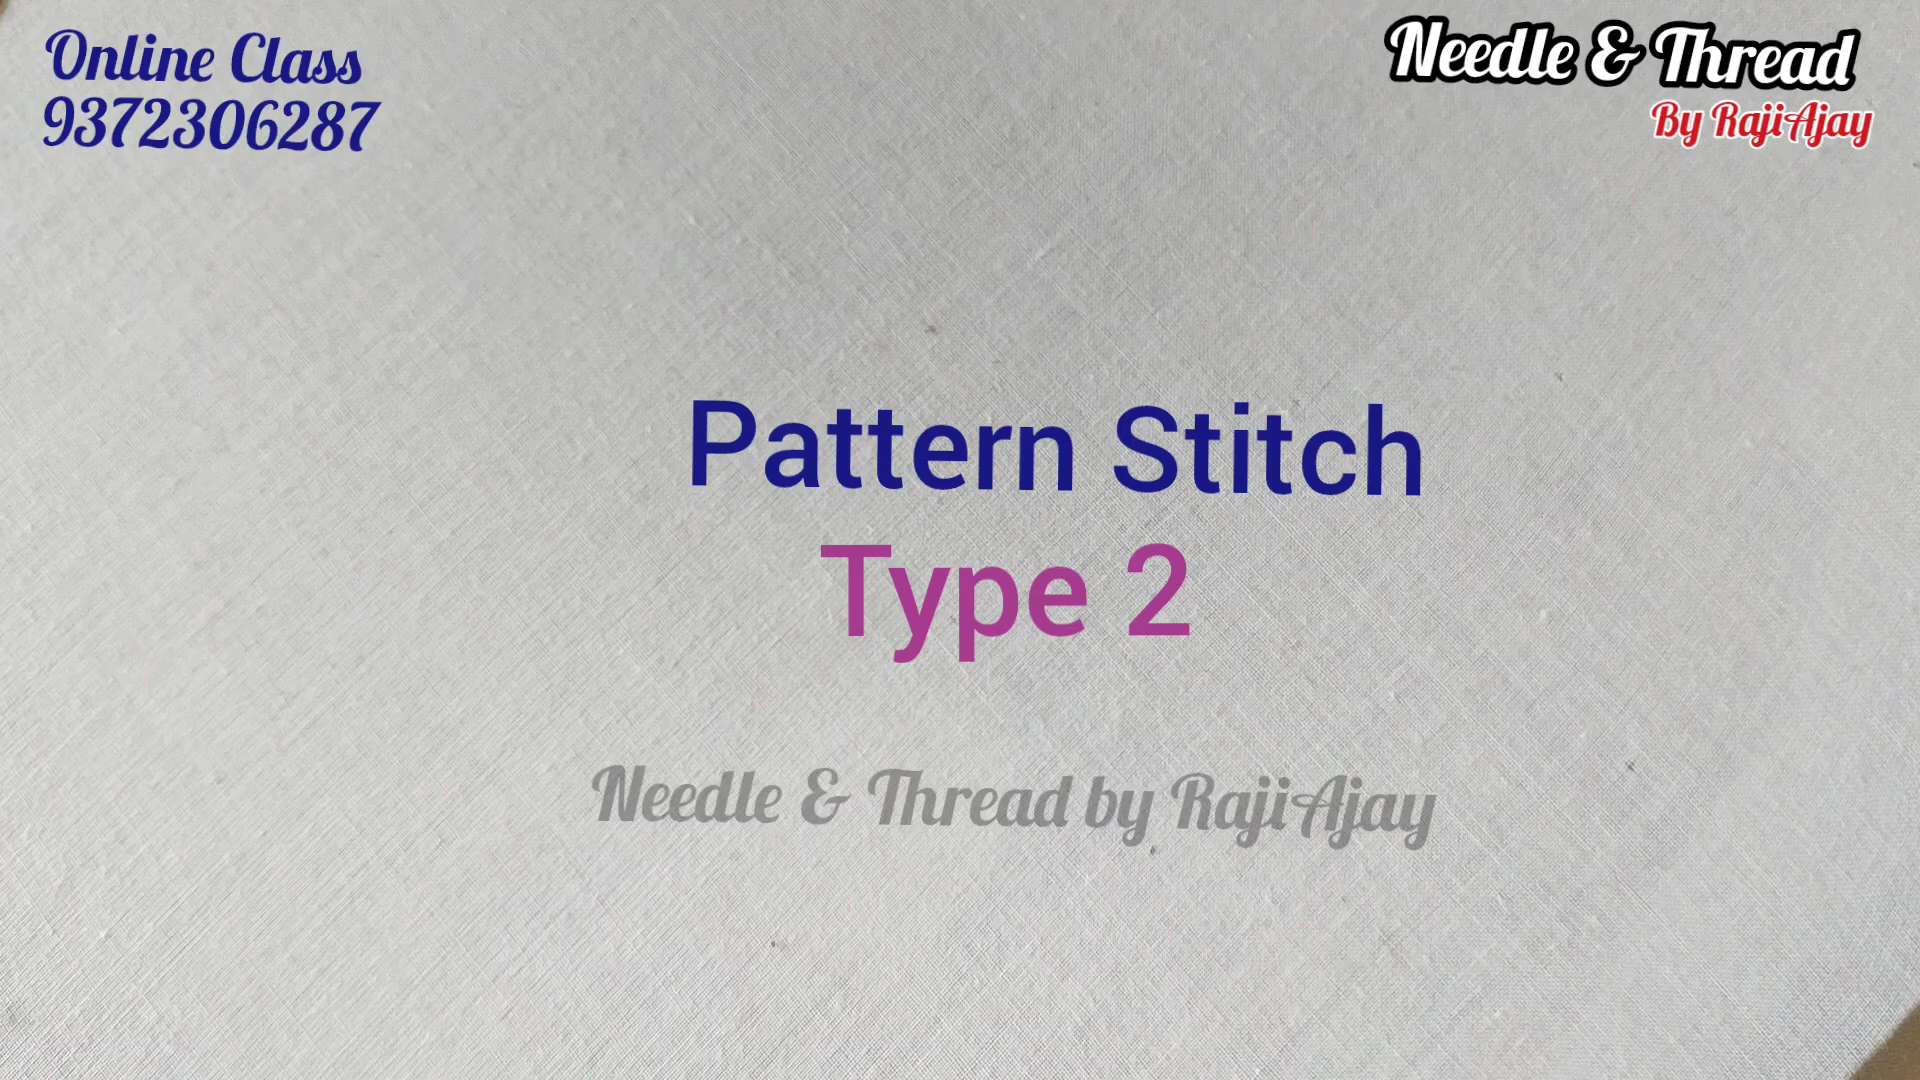 Online Class
9372306287
Needle & Thread
By RajiAjay
Pattern Stitch
Type 2
Needle & Thread by RajiAjay